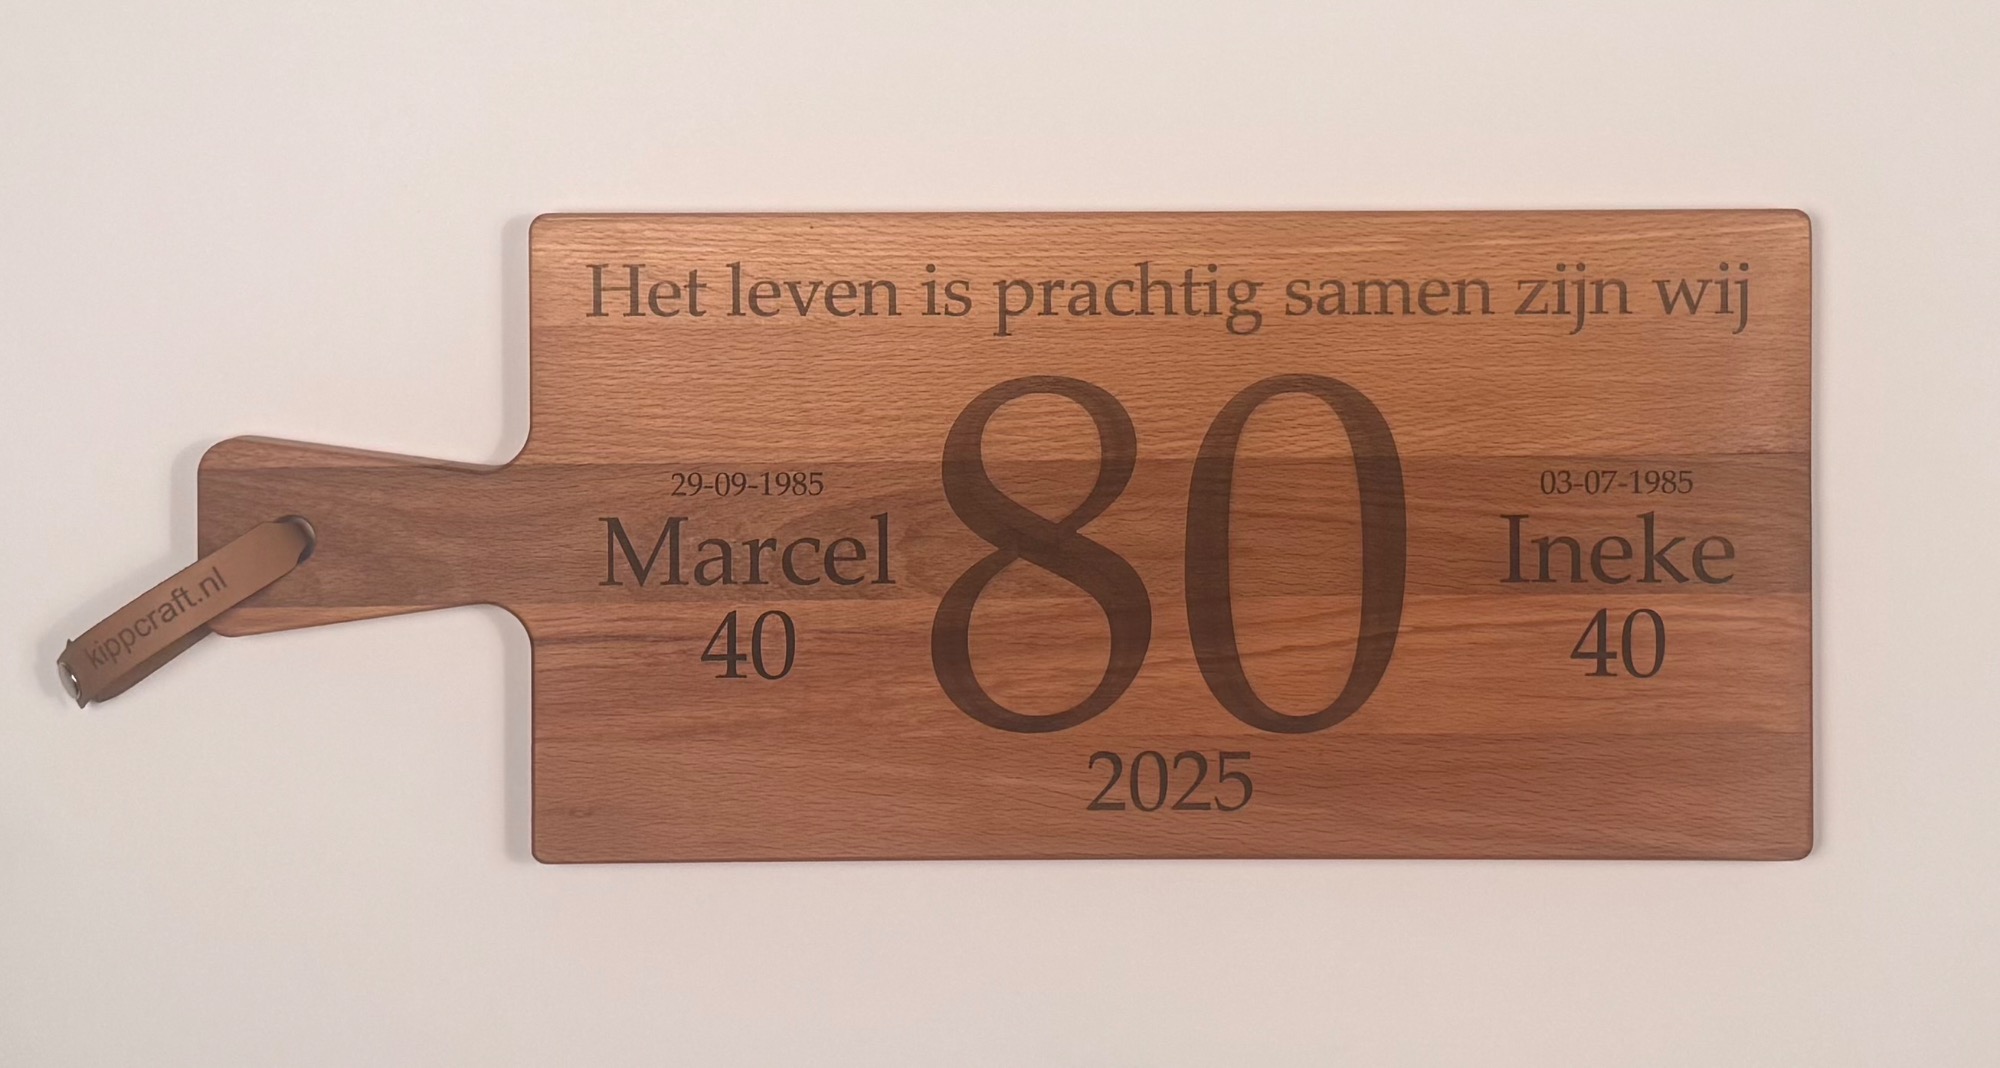 Het leven is prachtig samen zijn wij
80
29-09-1985
Marcel
40
03-07-1985
Ineke
40
2025
kippcraft.nl